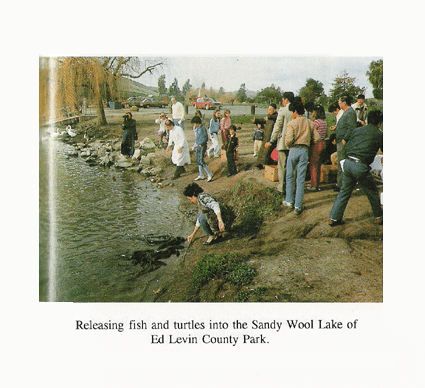 Releasing fish and turtles into the Sandy Wool Lake of
Ed Levin County Park.